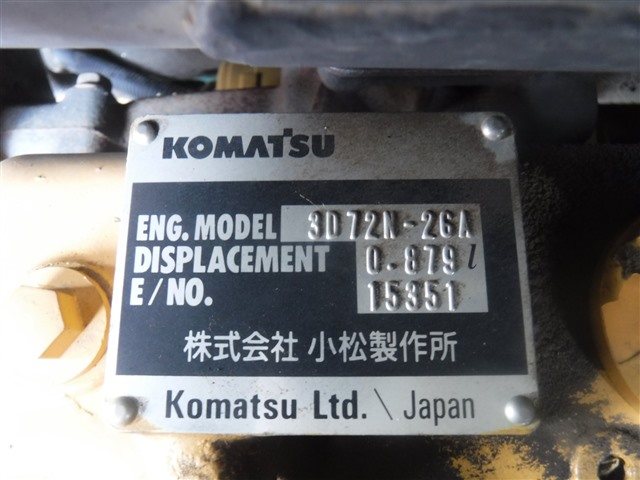 KOMATSU
ENG. MODEL 3D72N-26A
DISPLACEMENT 0.879 l
E/NO. 15351
株式会社 小松製作所
Komatsu Ltd. \ Japan